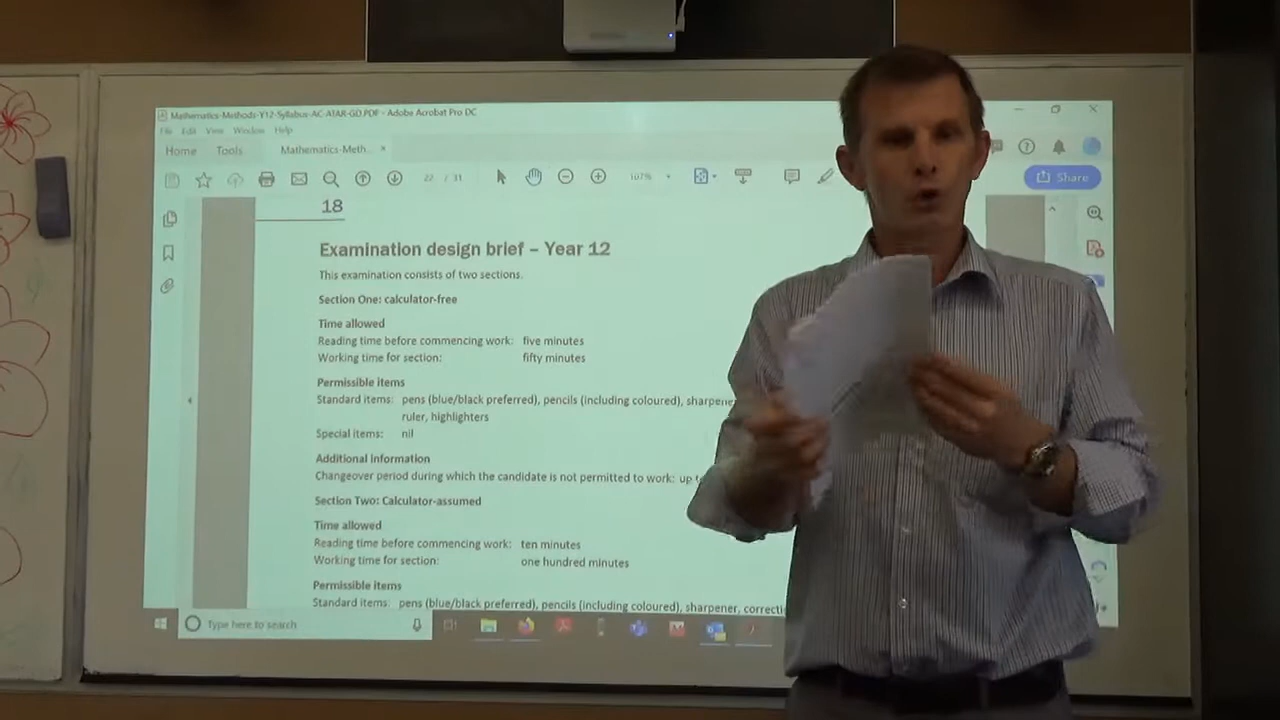 Mathematics-Methods-Y12-Syllabus-AC-ATAR-GD.PDF - Adobe Acrobat Pro DC
File Edit View Window Help
Home Tools Mathematics-Meth... ×
22 / 31 107% Share
18
Examination design brief – Year 12
This examination consists of two sections.
Section One: calculator-free
Time allowed
Reading time before commencing work: five minutes
Working time for section: fifty minutes
Permissible items
Standard items: pens (blue/black preferred), pencils (including coloured), sharpene
ruler, highlighters
Special items: nil
Additional information
Changeover period during which the candidate is not permitted to work: up
Section Two: Calculator-assumed
Time allowed
Reading time before commencing work: ten minutes
Working time for section: one hundred minutes
Permissible items
Standard items: pens (blue/black preferred), pencils (including coloured), sharpener, correcti
Type here to search